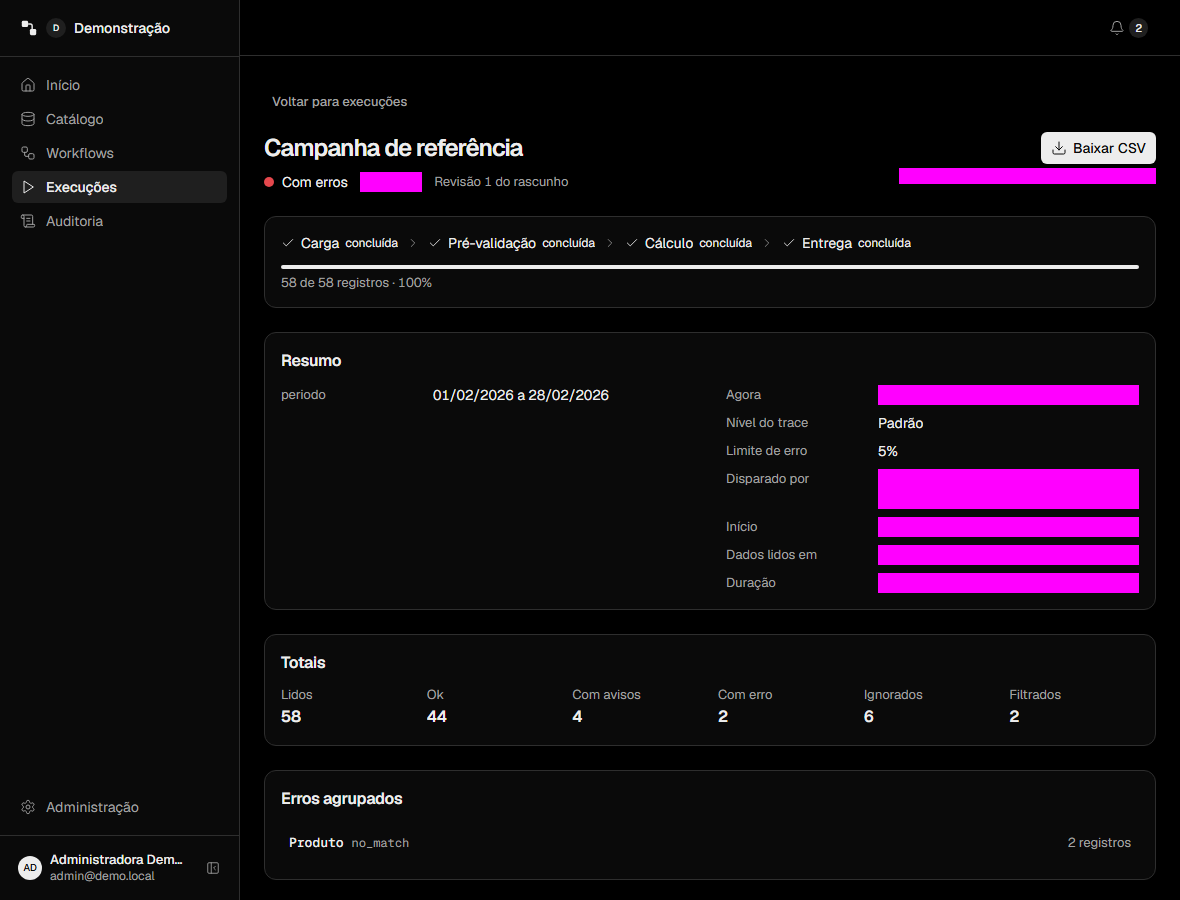 D Demonstração
2
Início
Catálogo
Workflows
Execuções
Auditoria
Administração
AD
Administradora Dem...
admin@demo.local
Voltar para execuções
Campanha de referência
Baixar CSV
Com erros
Revisão 1 do rascunho
Carga concluída
Pré-validação concluída
Cálculo concluída
Entrega concluída
58 de 58 registros · 100%
Resumo
periodo 01/02/2026 a 28/02/2026
Agora
Nível do trace Padrão
Limite de erro 5%
Disparado por
Início
Dados lidos em
Duração
Totais
Lidos Ok Com avisos Com erro Ignorados Filtrados
58 44 4 2 6 2
Erros agrupados
Produto no_match 2 registros